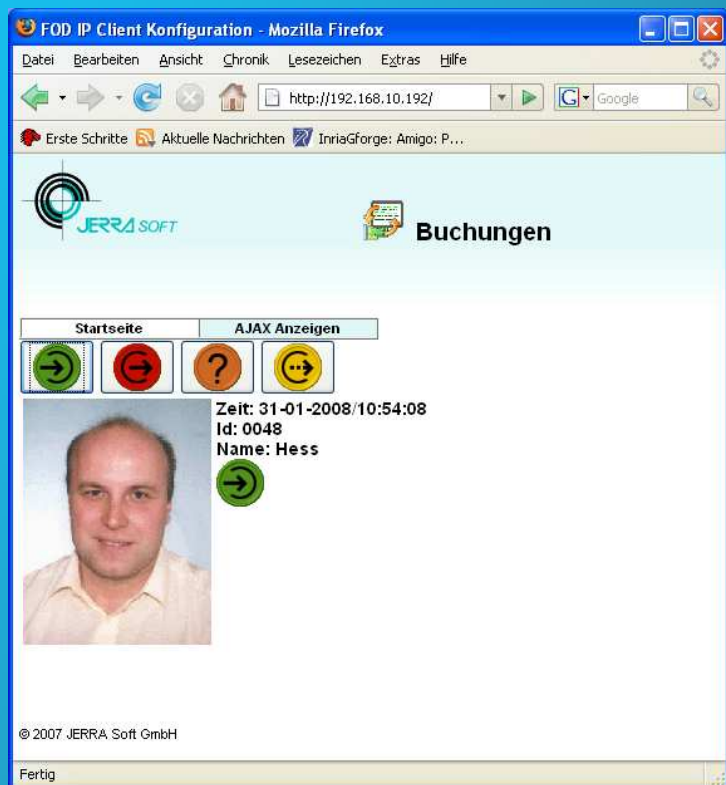 FOD IP Client Konfiguration - Mozilla Firefox
Datei Bearbeiten Ansicht Chronik Lesezeichen Extras Hilfe
http://192.168.10.192/ G Google
Erste Schritte Aktuelle Nachrichten InriaGforge: Amigo: P...
JERRA SOFT
Buchungen
Startseite AJAX Anzeigen
?
Zeit: 31-01-2008/10:54:08
Id: 0048
Name: Hess
© 2007 JERRA Soft GmbH
Fertig